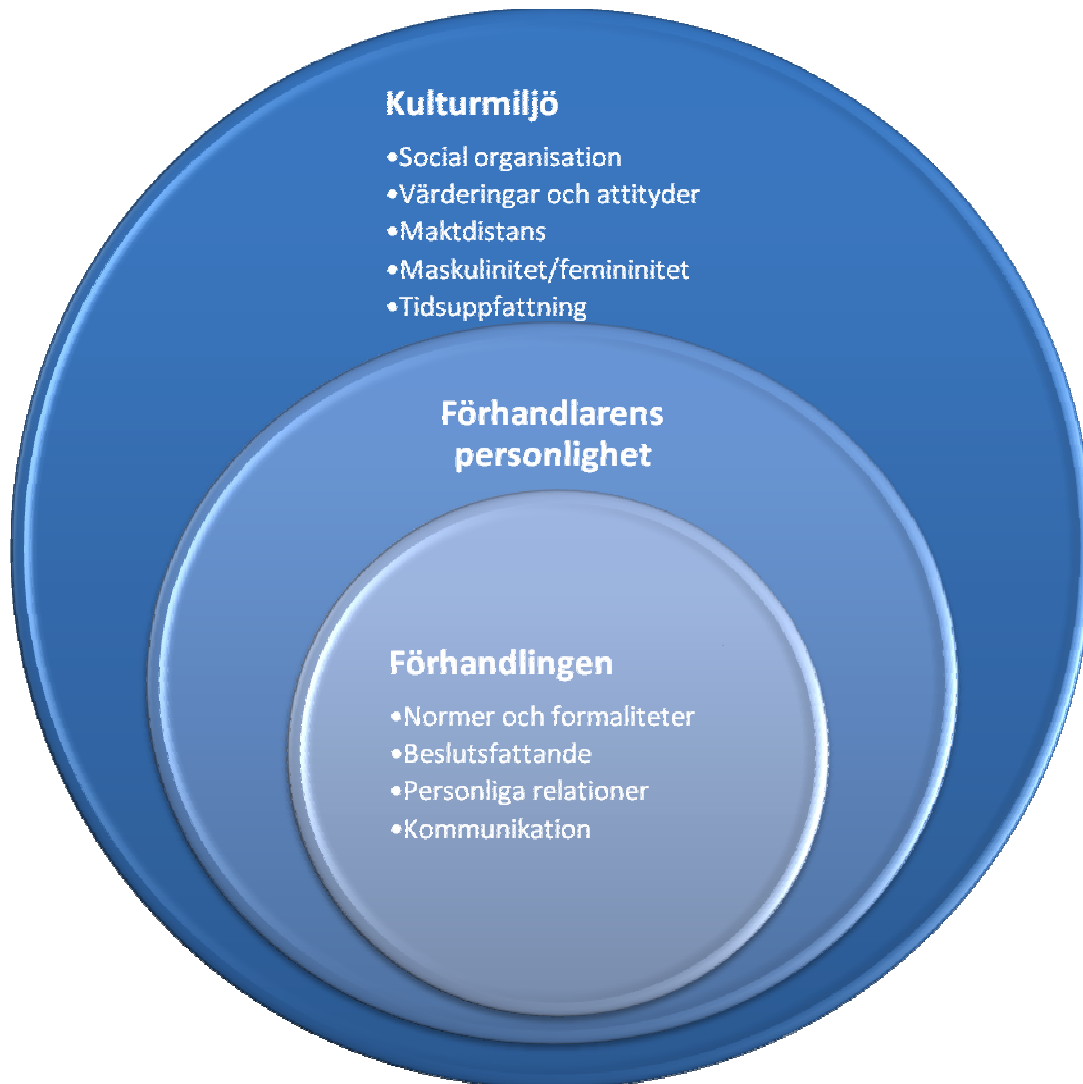 Kulturmiljö
•Social organisation
•Värderingar och attityder
•Maktdistans
•Maskulinitet/femininitet
•Tidsuppfattning
Förhandlarens
personlighet
Förhandlingen
•Normer och formaliteter
•Beslutsfattande
•Personliga relationer
•Kommunikation